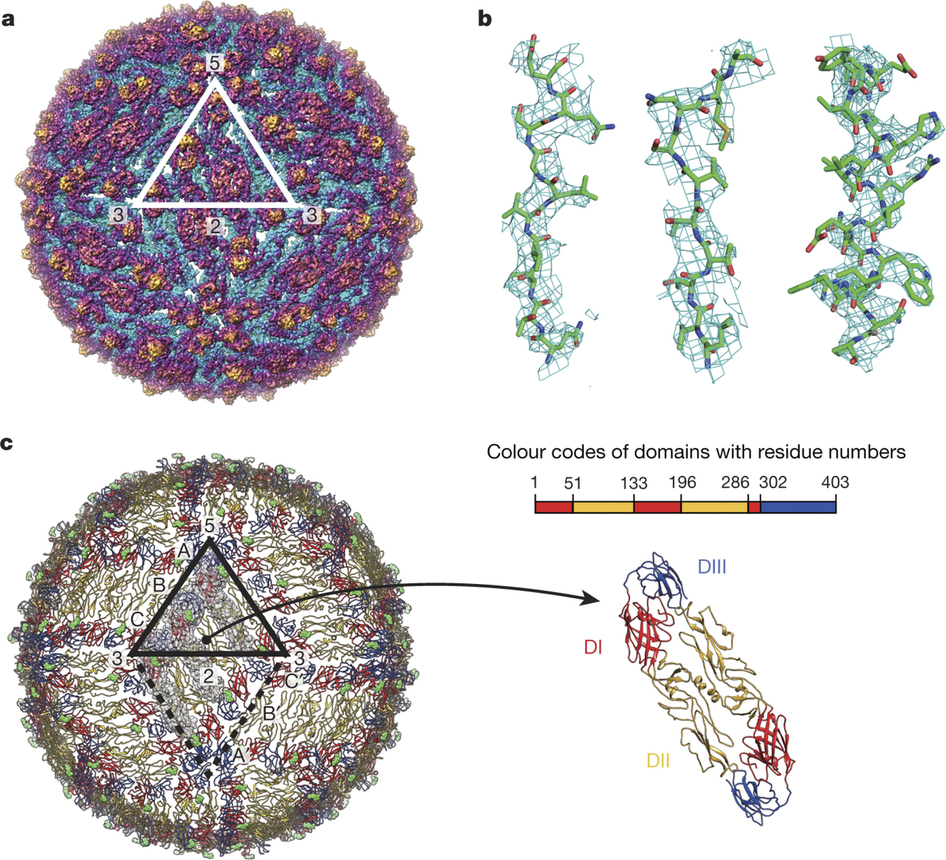 a
5
3
3
2
b
c
5
A
B
C
3
3
2
C′
B′
A′
Colour codes of domains with residue numbers
1 51 133 196 286 302 403
DIII
DI
DII